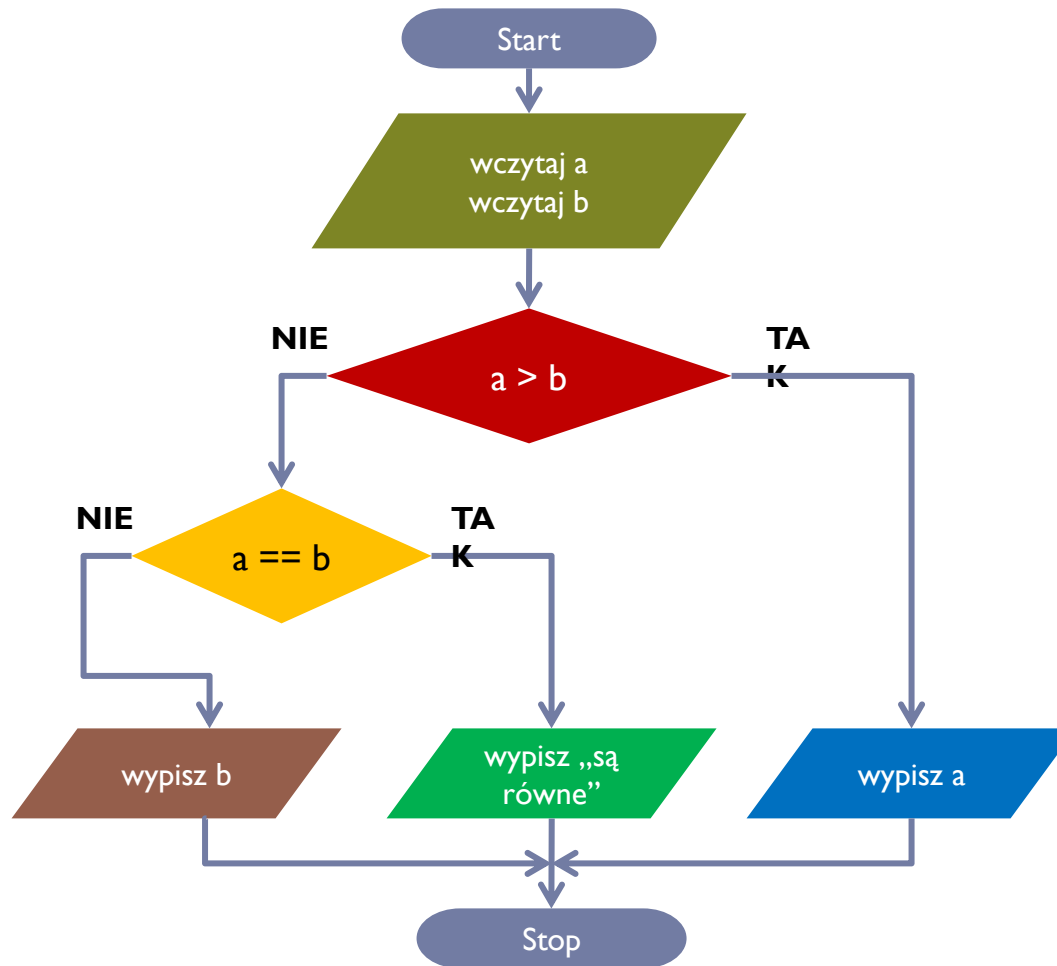 Start
wczytaj a
wczytaj b
NIE
TA
K
a > b
NIE
TA
K
a == b
wypisz b
wypisz „są
równe”
wypisz a
Stop